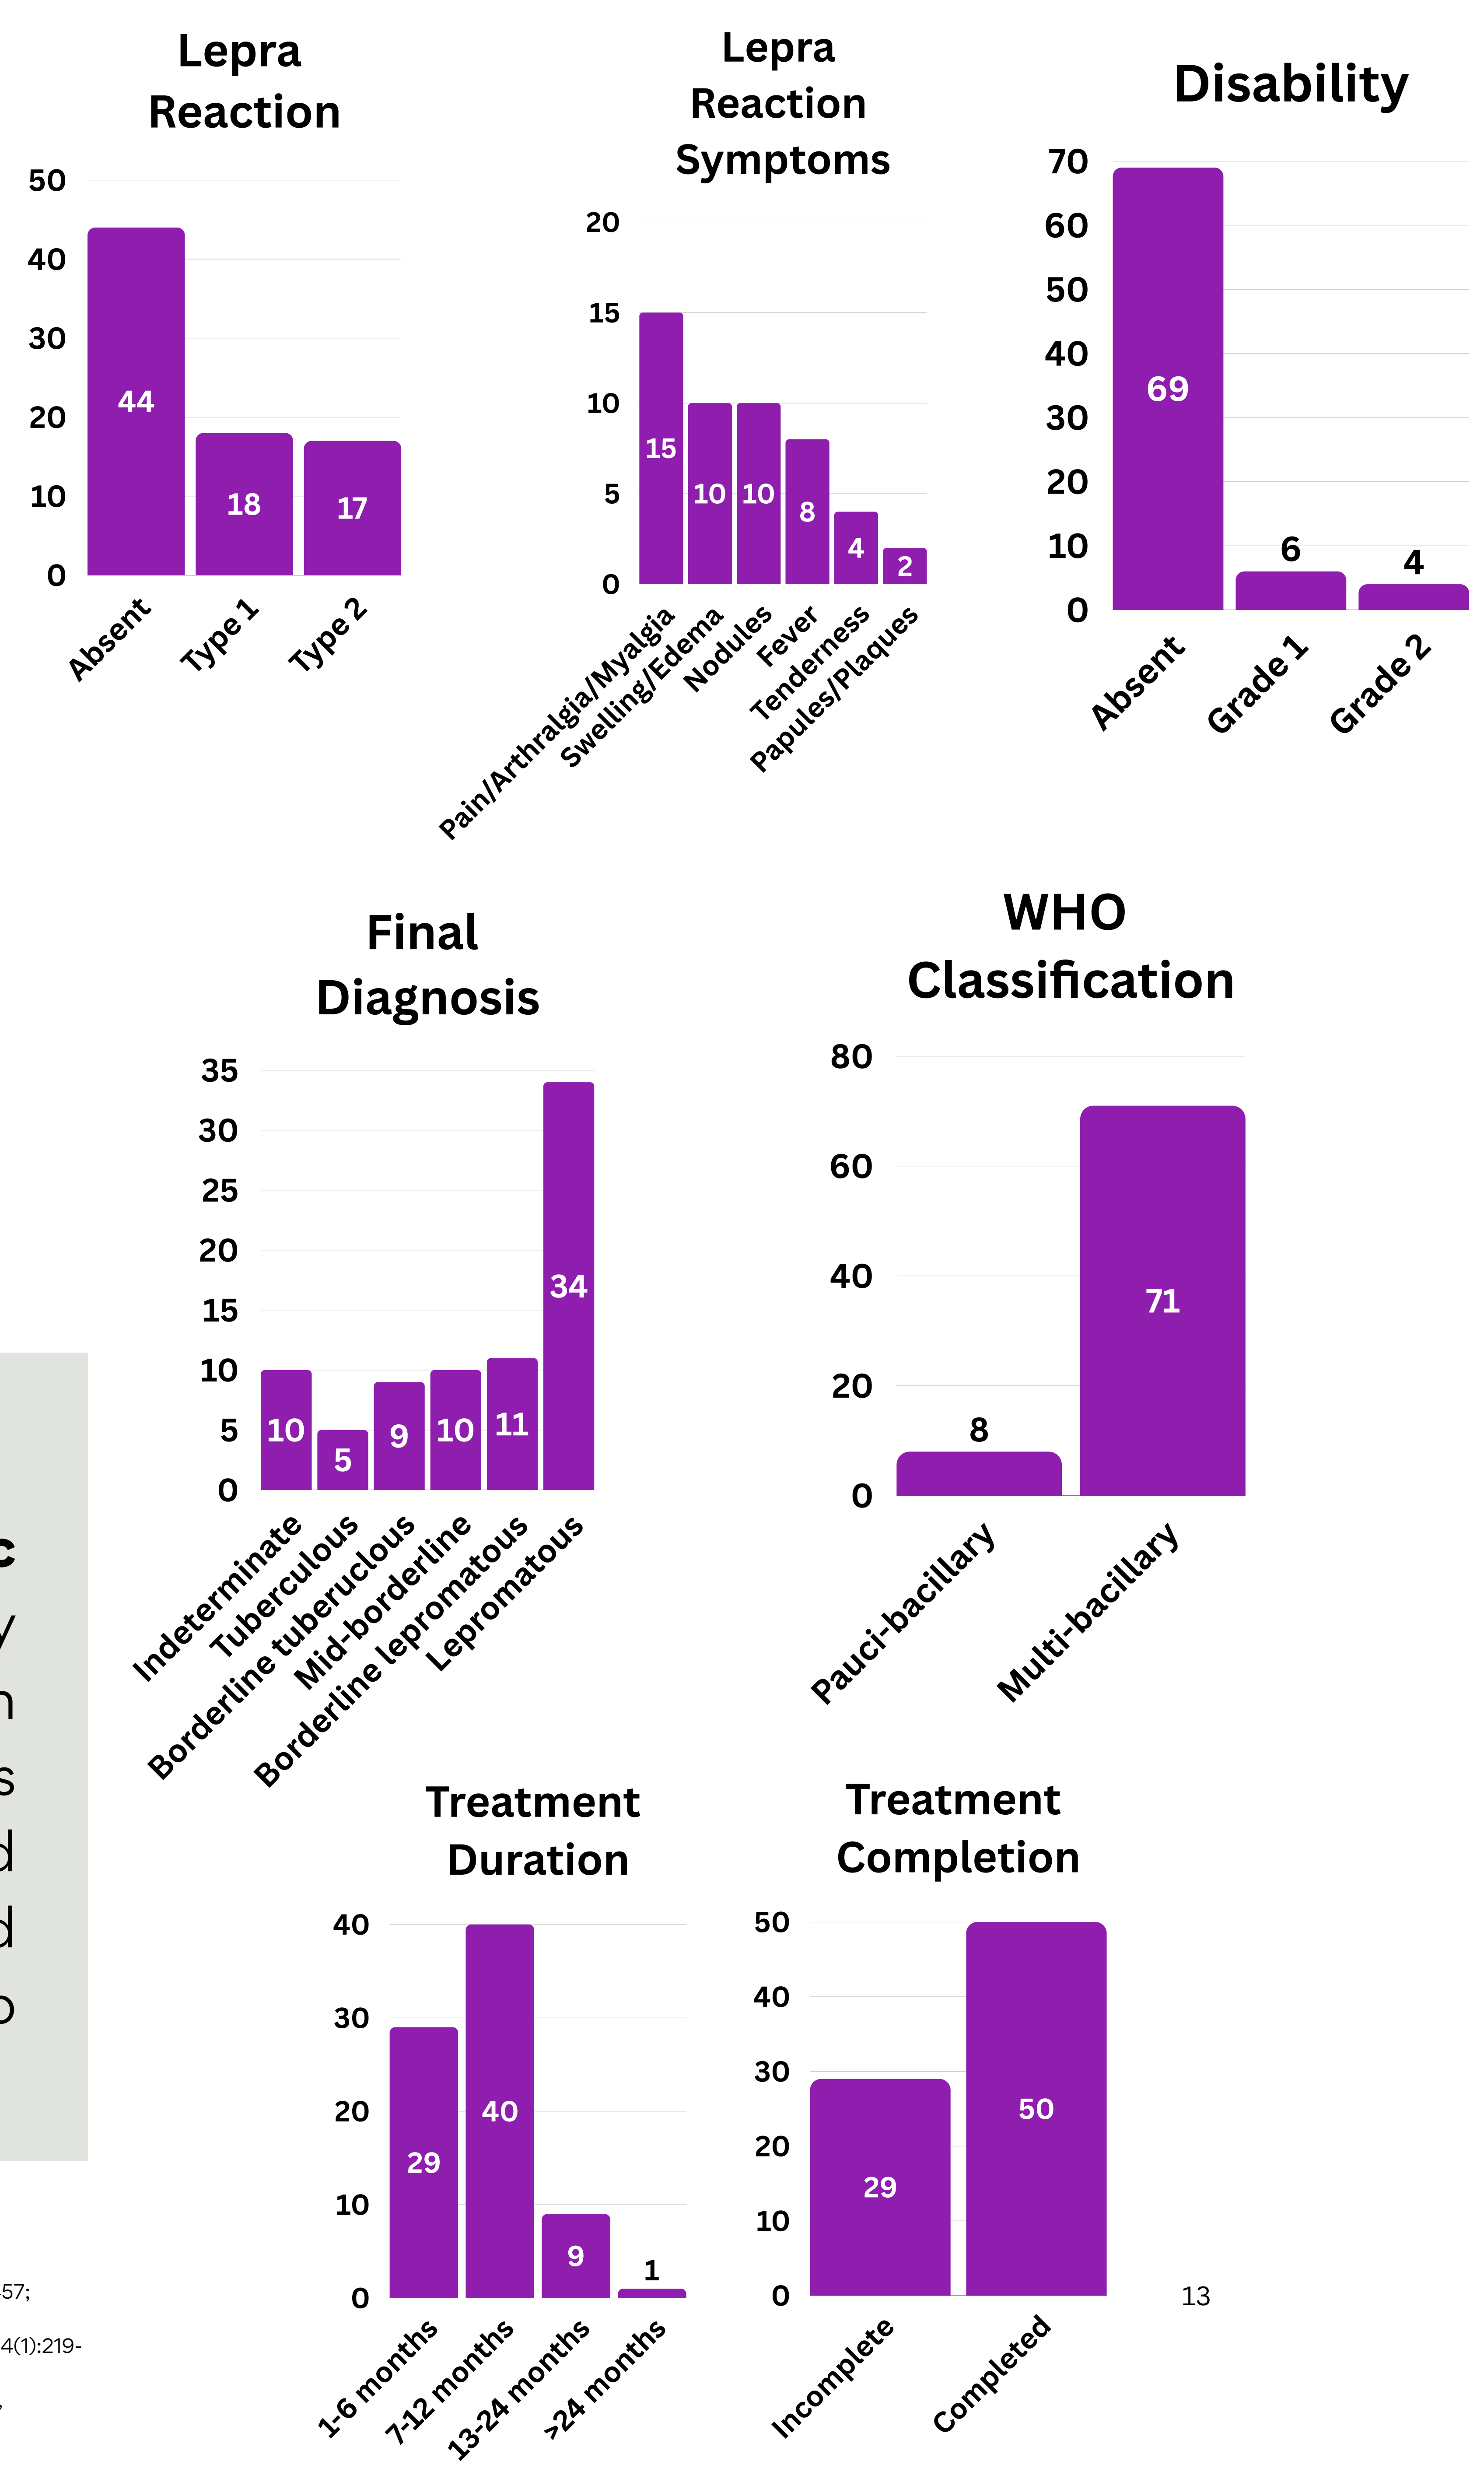 Lepra
Reaction
50
40
30
20
10
0
44
18
17
Absent
Type 1
Type 2
Lepra
Reaction
Symptoms
20
15
10
5
0
15
10
10
8
4
2
Pain/Arthralgia/Myalgia
Swelling/Edema
Nodules
Fever
Tenderness
Papules/Plaques
Disability
70
60
50
40
30
20
10
0
69
6
4
Absent
Grade 1
Grade 2
Final
Diagnosis
35
30
25
20
15
10
5
0
10
5
9
10
11
34
Indeterminate
Tuberculous
Borderline tuberuclous
Mid-borderline
Borderline lepromatous
Lepromatous
WHO
Classification
80
60
40
20
0
8
71
Pauci-bacillary
Multi-bacillary
c
y
n
s
d
d
Treatment
Duration
40
30
20
10
0
29
40
9
1
1-6 months
7-12 months
13-24 months
>24 months
Treatment
Completion
50
40
30
20
10
0
29
50
Incomplete
Completed
13
57;
4(1):219-